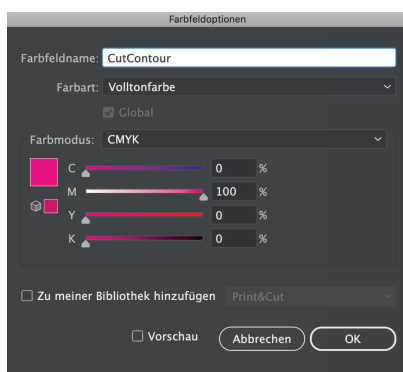 Farbfeldoptionen
Farbfeldname: CutContour
Farbart: Volltonfarbe
Global
Farbmodus: CMYK
C 0 %
M 100 %
Y 0 %
K 0 %
Zu meiner Bibliothek hinzufügen Print&Cut
Vorschau Abbrechen OK